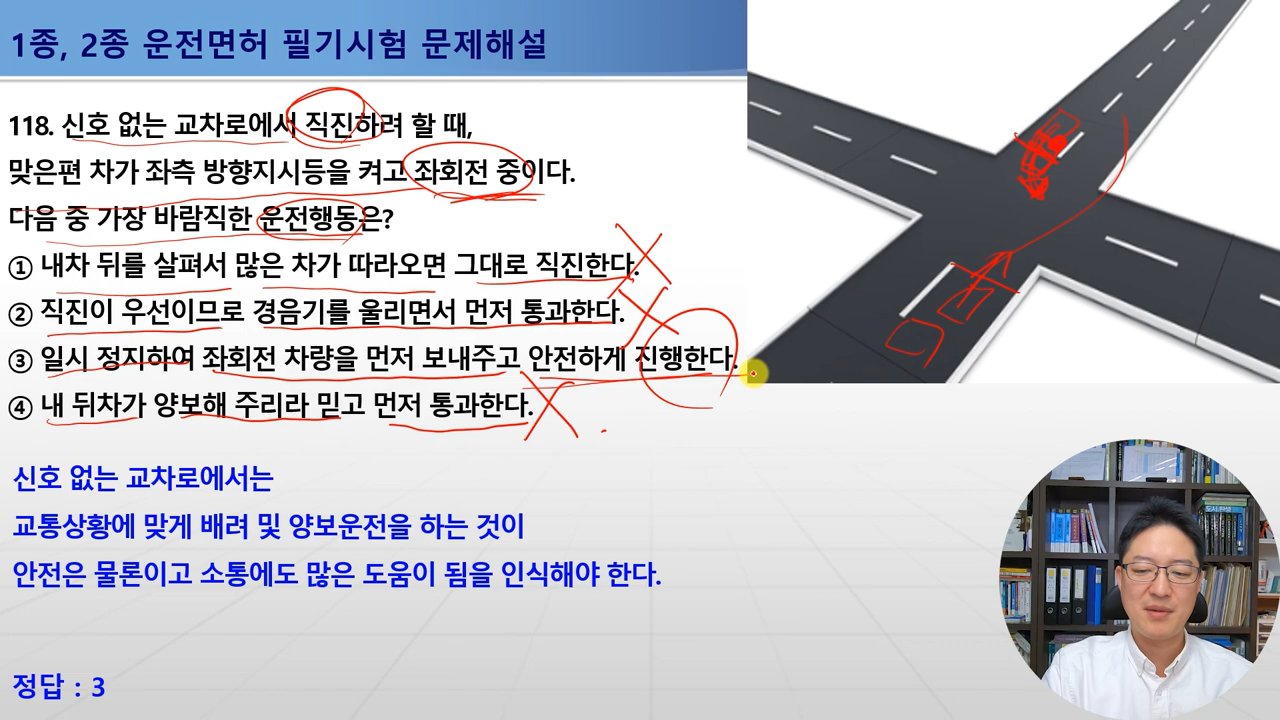 1종, 2종 운전면허 필기시험 문제해설
118. 신호 없는 교차로에서 직진하려 할 때,
맞은편 차가 좌측 방향지시등을 켜고 좌회전 중이다.
다음 중 가장 바람직한 운전행동은?
① 내차 뒤를 살펴서 많은 차가 따라오면 그대로 직진한다.
② 직진이 우선이므로 경음기를 울리면서 먼저 통과한다.
③ 일시 정지하여 좌회전 차량을 먼저 보내주고 안전하게 진행한다.
④ 내 뒤차가 양보해 주리라 믿고 먼저 통과한다.
신호 없는 교차로에서는
교통상황에 맞게 배려 및 양보운전을 하는 것이
안전은 물론이고 소통에도 많은 도움이 됨을 인식해야 한다.
정답 : 3